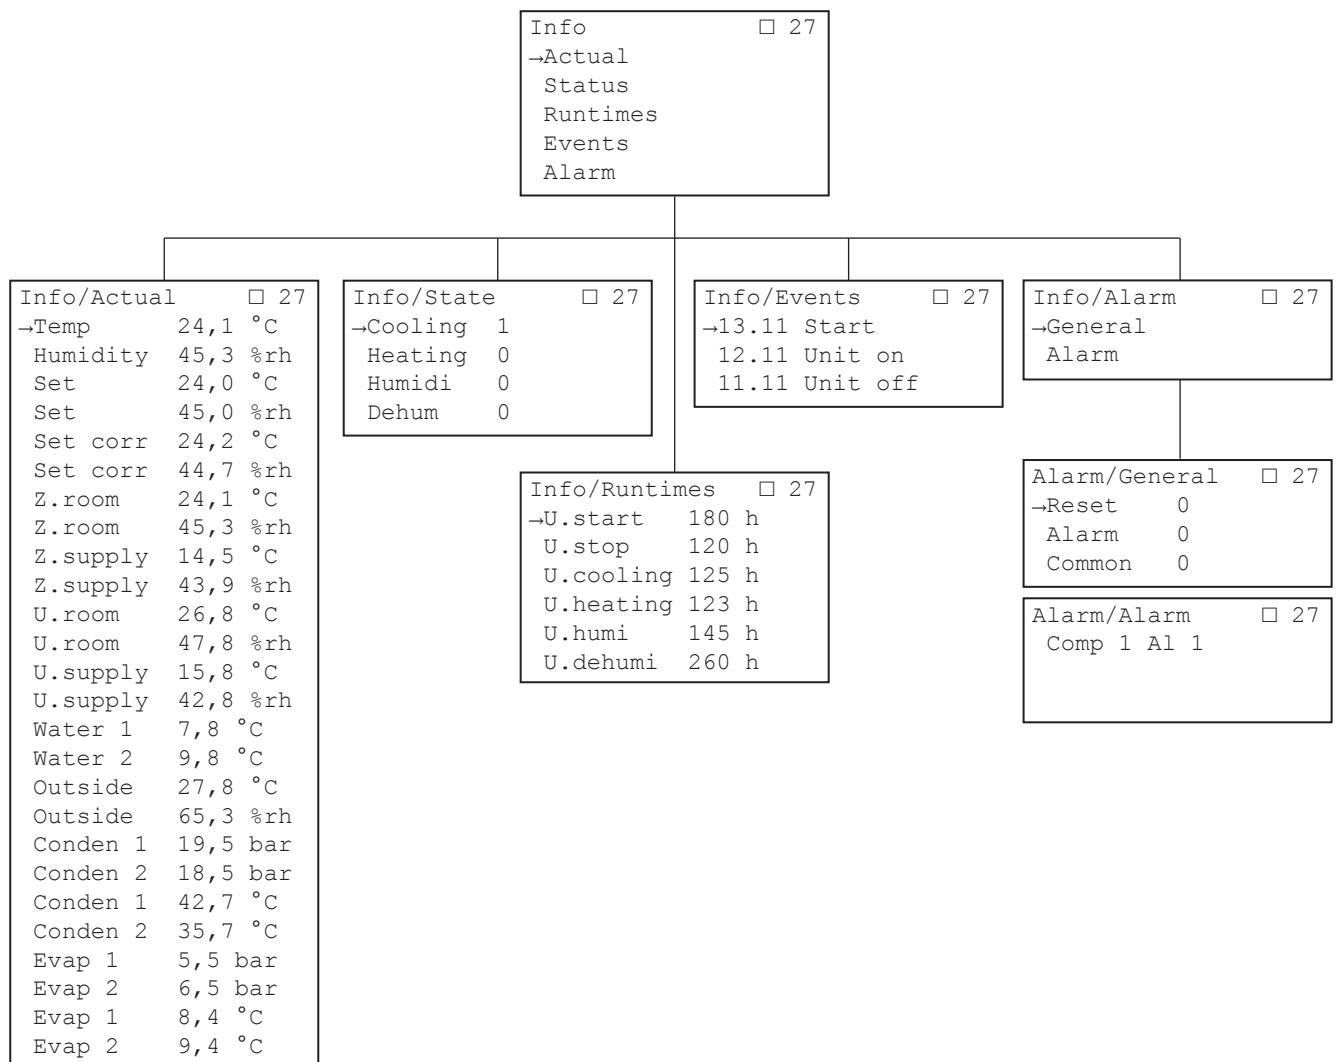 Info □ 27
→Actual
Status
Runtimes
Events
Alarm
Info/Actual □ 27
→Temp 24,1 °C
Humidity 45,3 %rh
Set 24,0 °C
Set 45,0 %rh
Set corr 24,2 °C
Set corr 44,7 %rh
Z.room 24,1 °C
Z.room 45,3 %rh
Z.supply 14,5 °C
Z.supply 43,9 %rh
U.room 26,8 °C
U.room 47,8 %rh
U.supply 15,8 °C
U.supply 42,8 %rh
Water 1 7,8 °C
Water 2 9,8 °C
Outside 27,8 °C
Outside 65,3 %rh
Conden 1 19,5 bar
Conden 2 18,5 bar
Conden 1 42,7 °C
Conden 2 35,7 °C
Evap 1 5,5 bar
Evap 2 6,5 bar
Evap 1 8,4 °C
Evap 2 9,4 °C
Info/State □ 27
→Cooling 1
Heating 0
Humidi 0
Dehum 0
Info/Runtimes □ 27
→U.start 180 h
U.stop 120 h
U.cooling 125 h
U.heating 123 h
U.humi 145 h
U.dehumi 260 h
Info/Events □ 27
→13.11 Start
12.11 Unit on
11.11 Unit off
Info/Alarm □ 27
→General
Alarm
Alarm/General □ 27
→Reset 0
Alarm 0
Common 0
Alarm/Alarm □ 27
Comp 1 Al 1